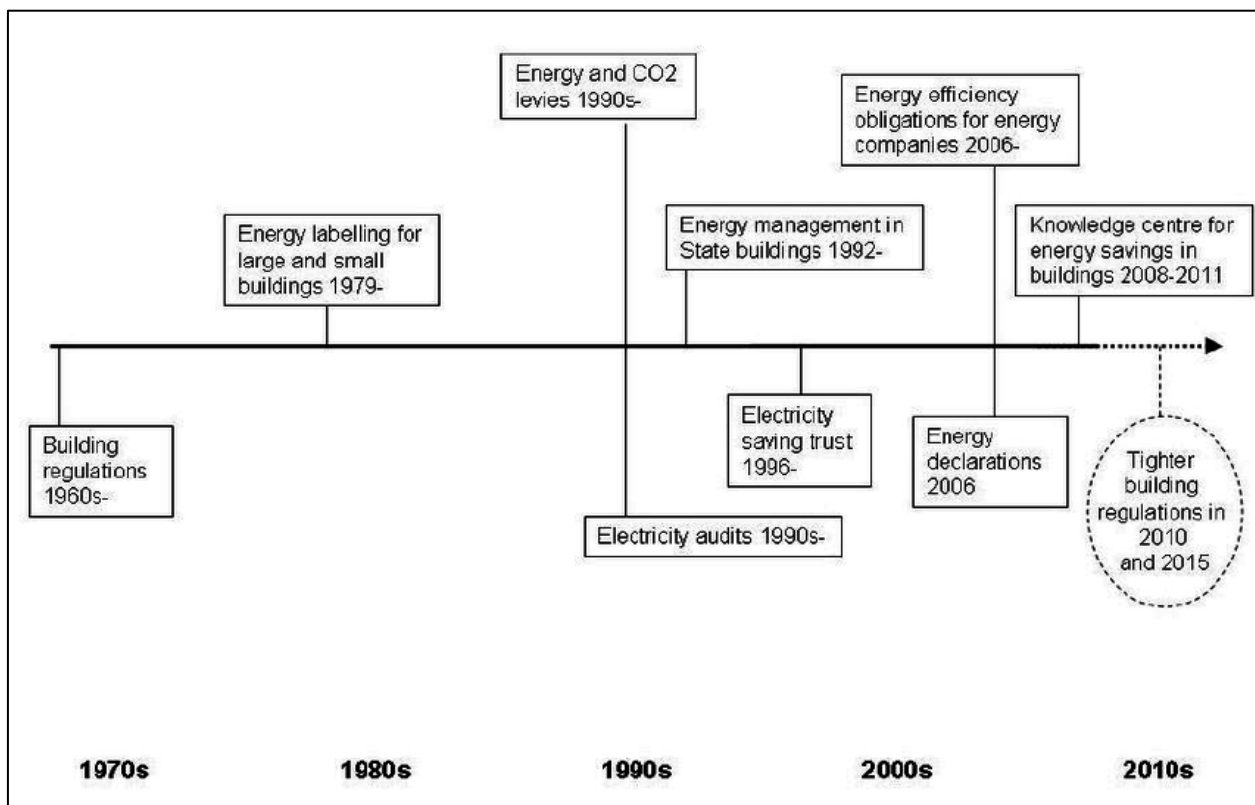 Energy and CO2
levies 1990s-
Energy efficiency
obligations for energy
companies 2006-
Energy labelling for
large and small
buildings 1979-
Energy management in
State buildings 1992-
Knowledge centre for
energy savings in
buildings 2008-2011
Building
regulations
1960s-
Electricity
saving trust
1996-
Energy
declarations
2006
Tighter
building
regulations in
2010
and 2015
Electricity audits 1990s-
1970s
1980s
1990s
2000s
2010s